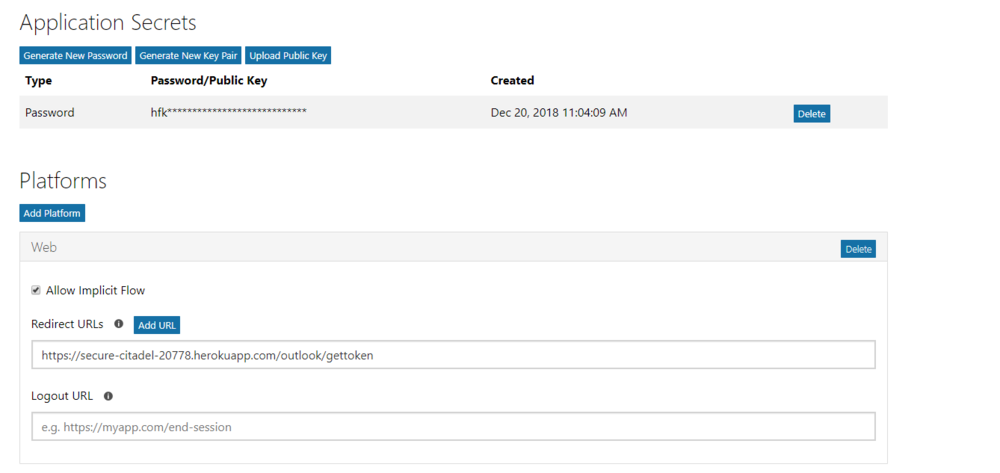 Application Secrets
Generate New Password Generate New Key Pair Upload Public Key
Type Password/Public Key Created
Password hfk**************************** Dec 20, 2018 11:04:09 AM Delete
Platforms
Add Platform
Web Delete
Allow Implicit Flow
Redirect URLs Add URL
https://secure-citadel-20778.herokuapp.com/outlook/gettoken
Logout URL
e.g. https://myapp.com/end-session